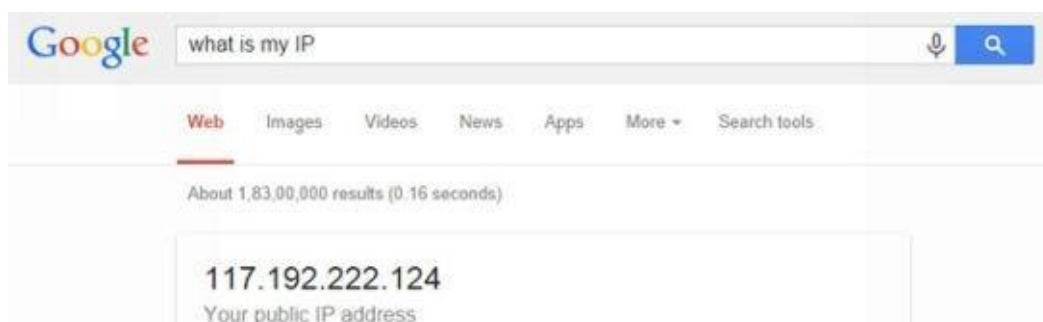 Google what is my IP
Web Images Videos News Apps More Search tools
About 1,83,00,000 results (0.16 seconds)
117.192.222.124
Your public IP address